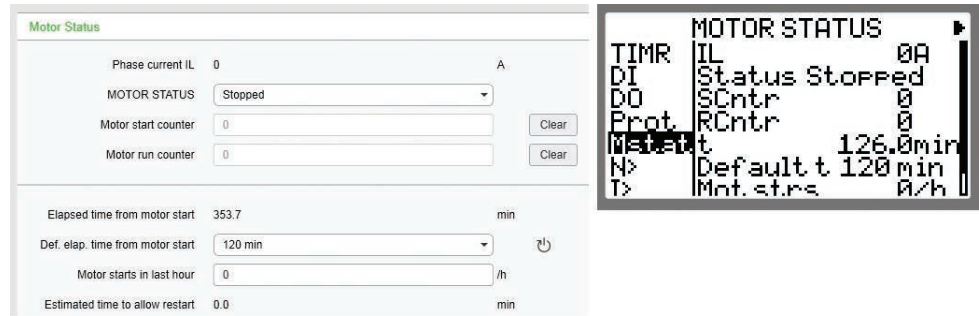 Motor Status
Phase current IL 0 A
MOTOR STATUS Stopped
Motor start counter 0 Clear
Motor run counter 0 Clear
Elapsed time from motor start 353.7 min
Def. elap. time from motor start 120 min
Motor starts in last hour 0 /h
Estimated time to allow restart 0.0 min
MOTOR STATUS
TIMR IL 0A
DI Status Stopped
DO SCntr 0
Prot RCntr 0
Mstat t 126.0min
N> Default t 120 min
T> Mot.strs 0/h